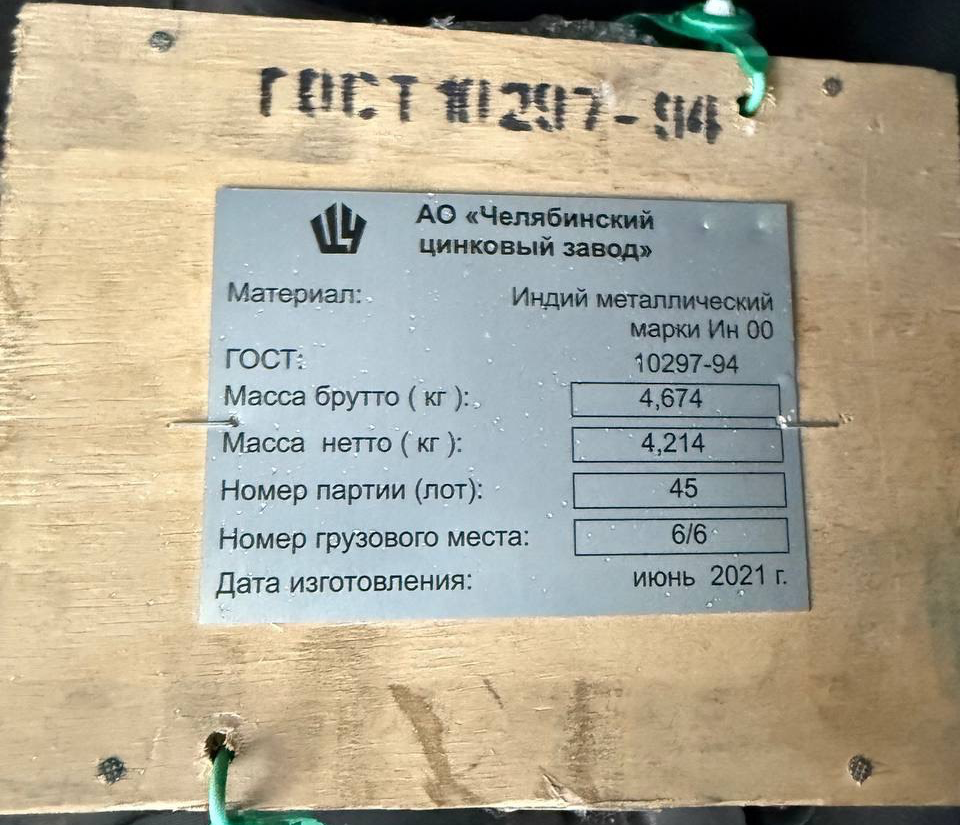 ГОСТ 10297-94
АО «Челябинский
цинковый завод»
Материал: Индий металлический
марки Ин 00
ГОСТ: 10297-94
Масса брутто ( кг ): 4,674
Масса нетто ( кг ): 4,214
Номер партии (лот): 45
Номер грузового места: 6/6
Дата изготовления: июнь 2021 г.